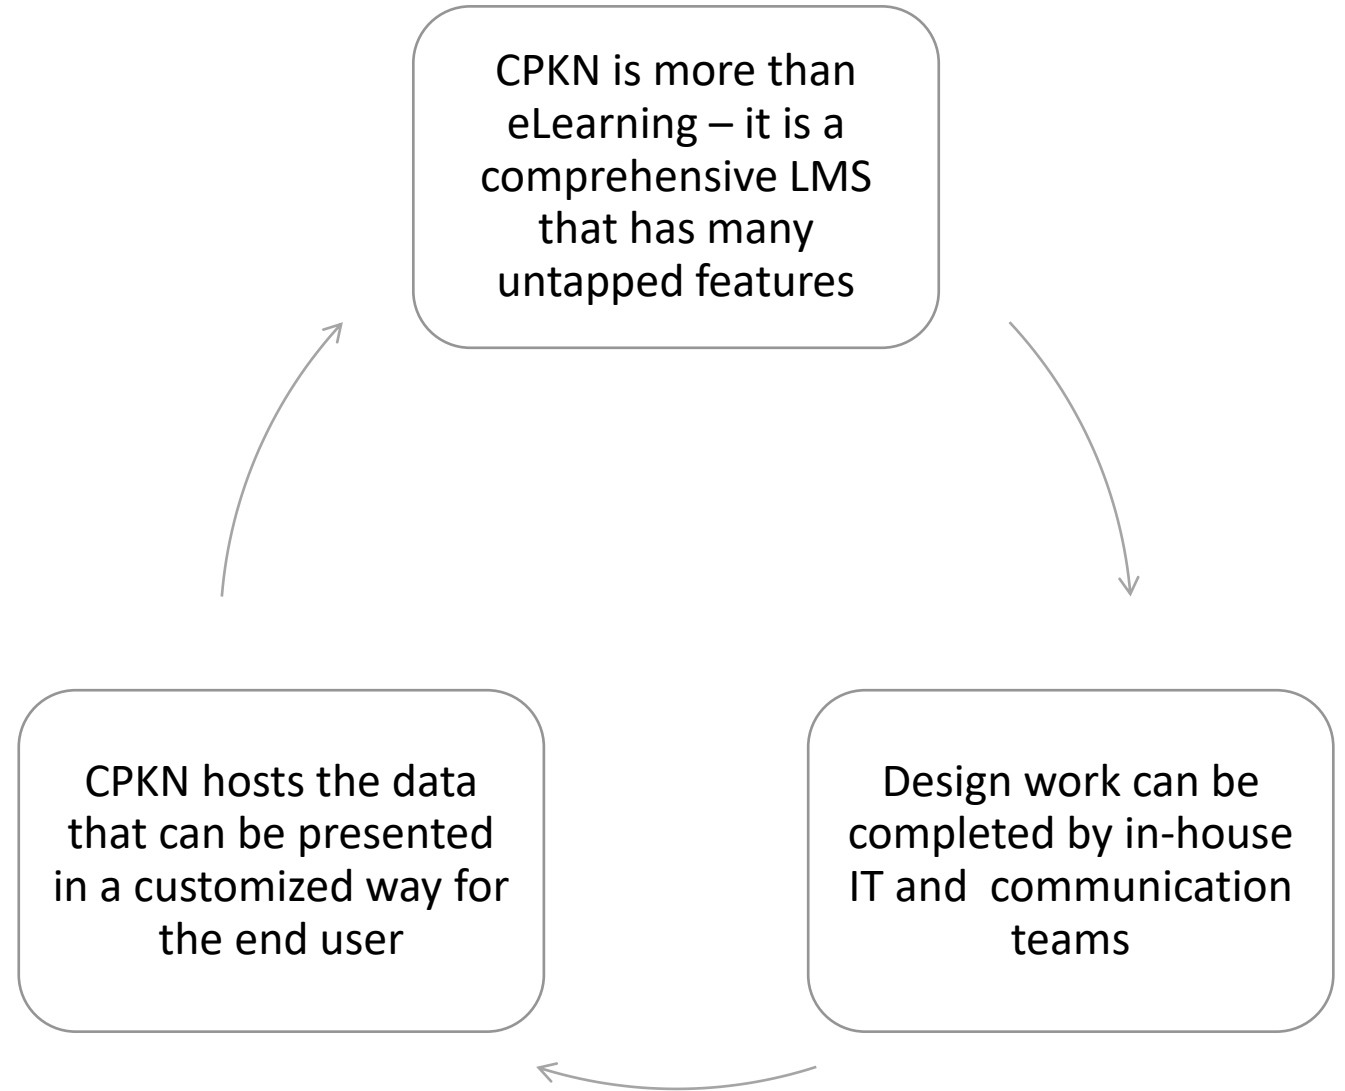 CPKN is more than
eLearning – it is a
comprehensive LMS
that has many
untapped features
Design work can be
completed by in-house
IT and  communication
teams
CPKN hosts the data
that can be presented
in a customized way for
the end user